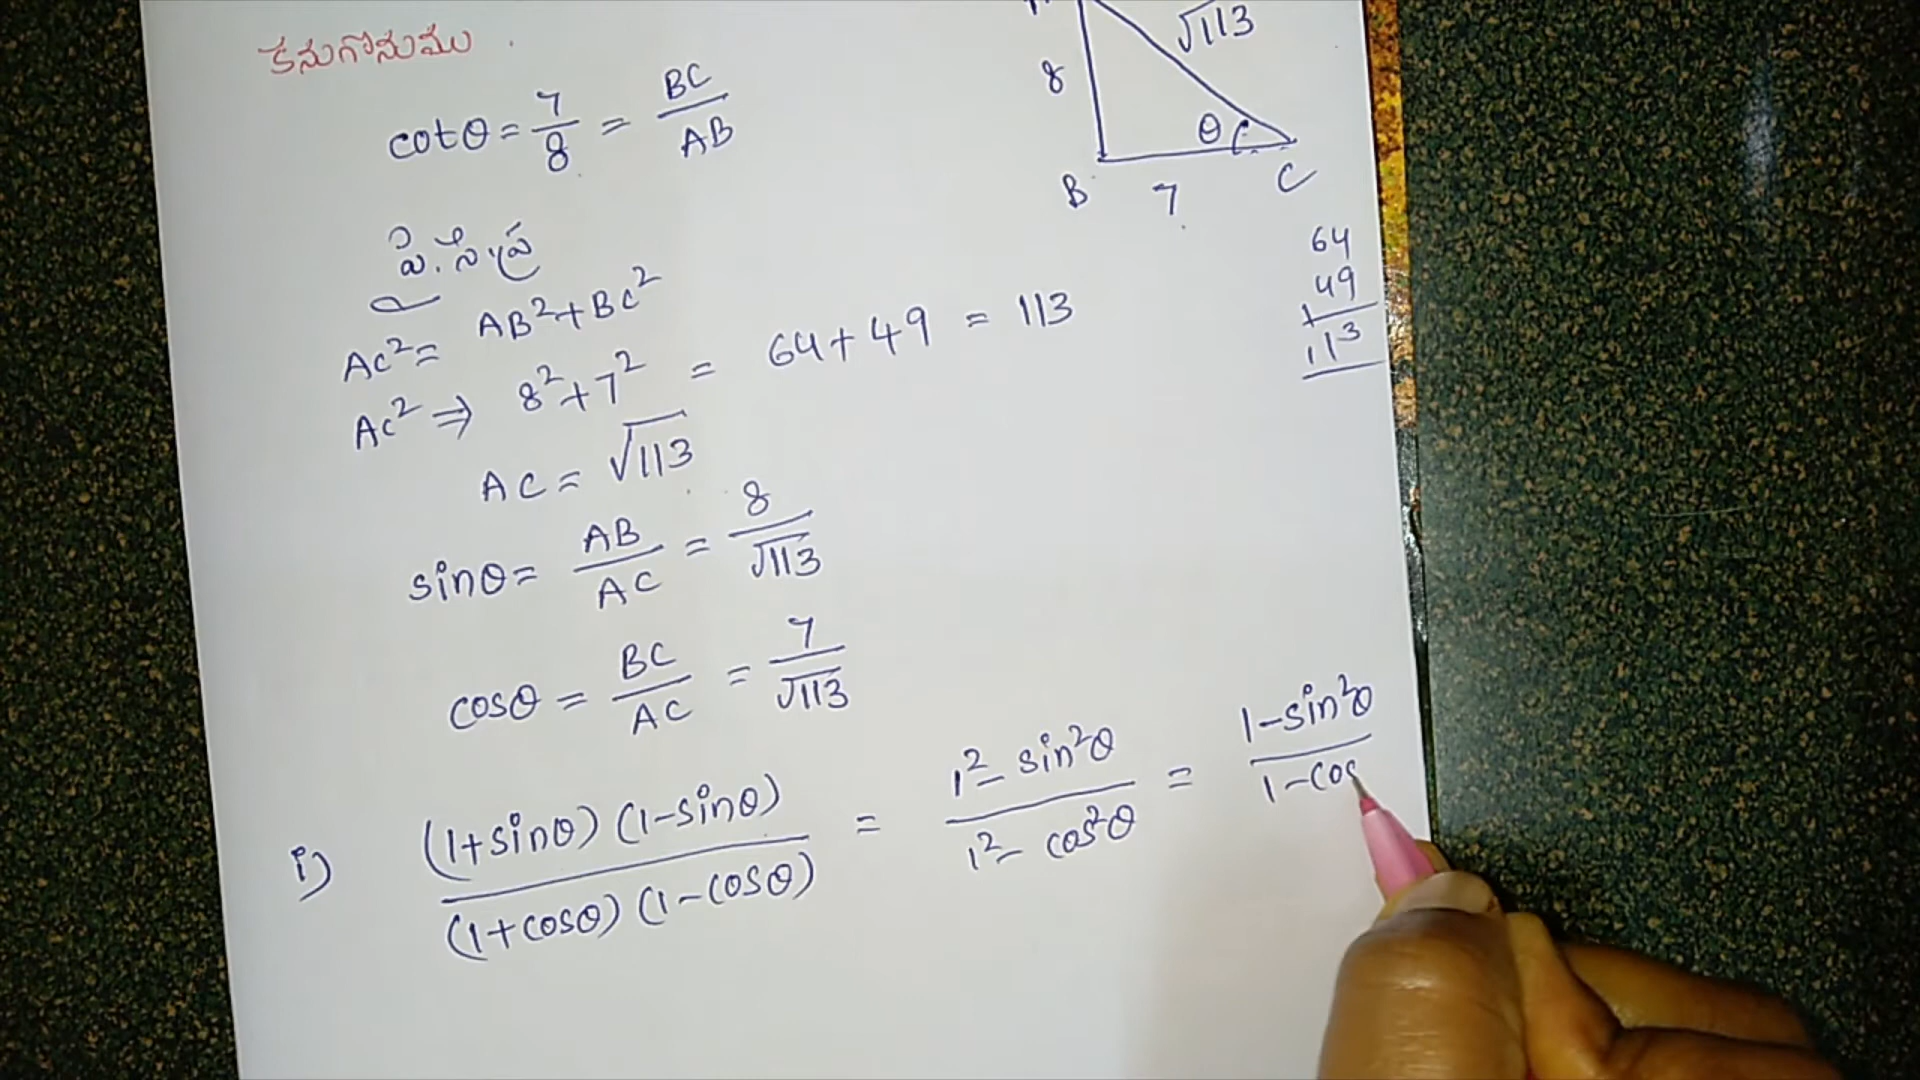 కనుగొనుము.
cotθ = 7/8 = BC/AB
√113
8
θ
B 7 C
పై.సి.ప్ర
AC² = AB²+BC²
AC² ⇒ 8²+7² = 64+49 = 113
64
49
+
113
AC = √113
sinθ = AB/AC = 8/√113
cosθ = BC/AC = 7/√113
i) (1+sinθ)(1-sinθ)/(1+cosθ)(1-cosθ) = 1²-sin²θ/1²-cos²θ = 1-sin²θ/1-cos